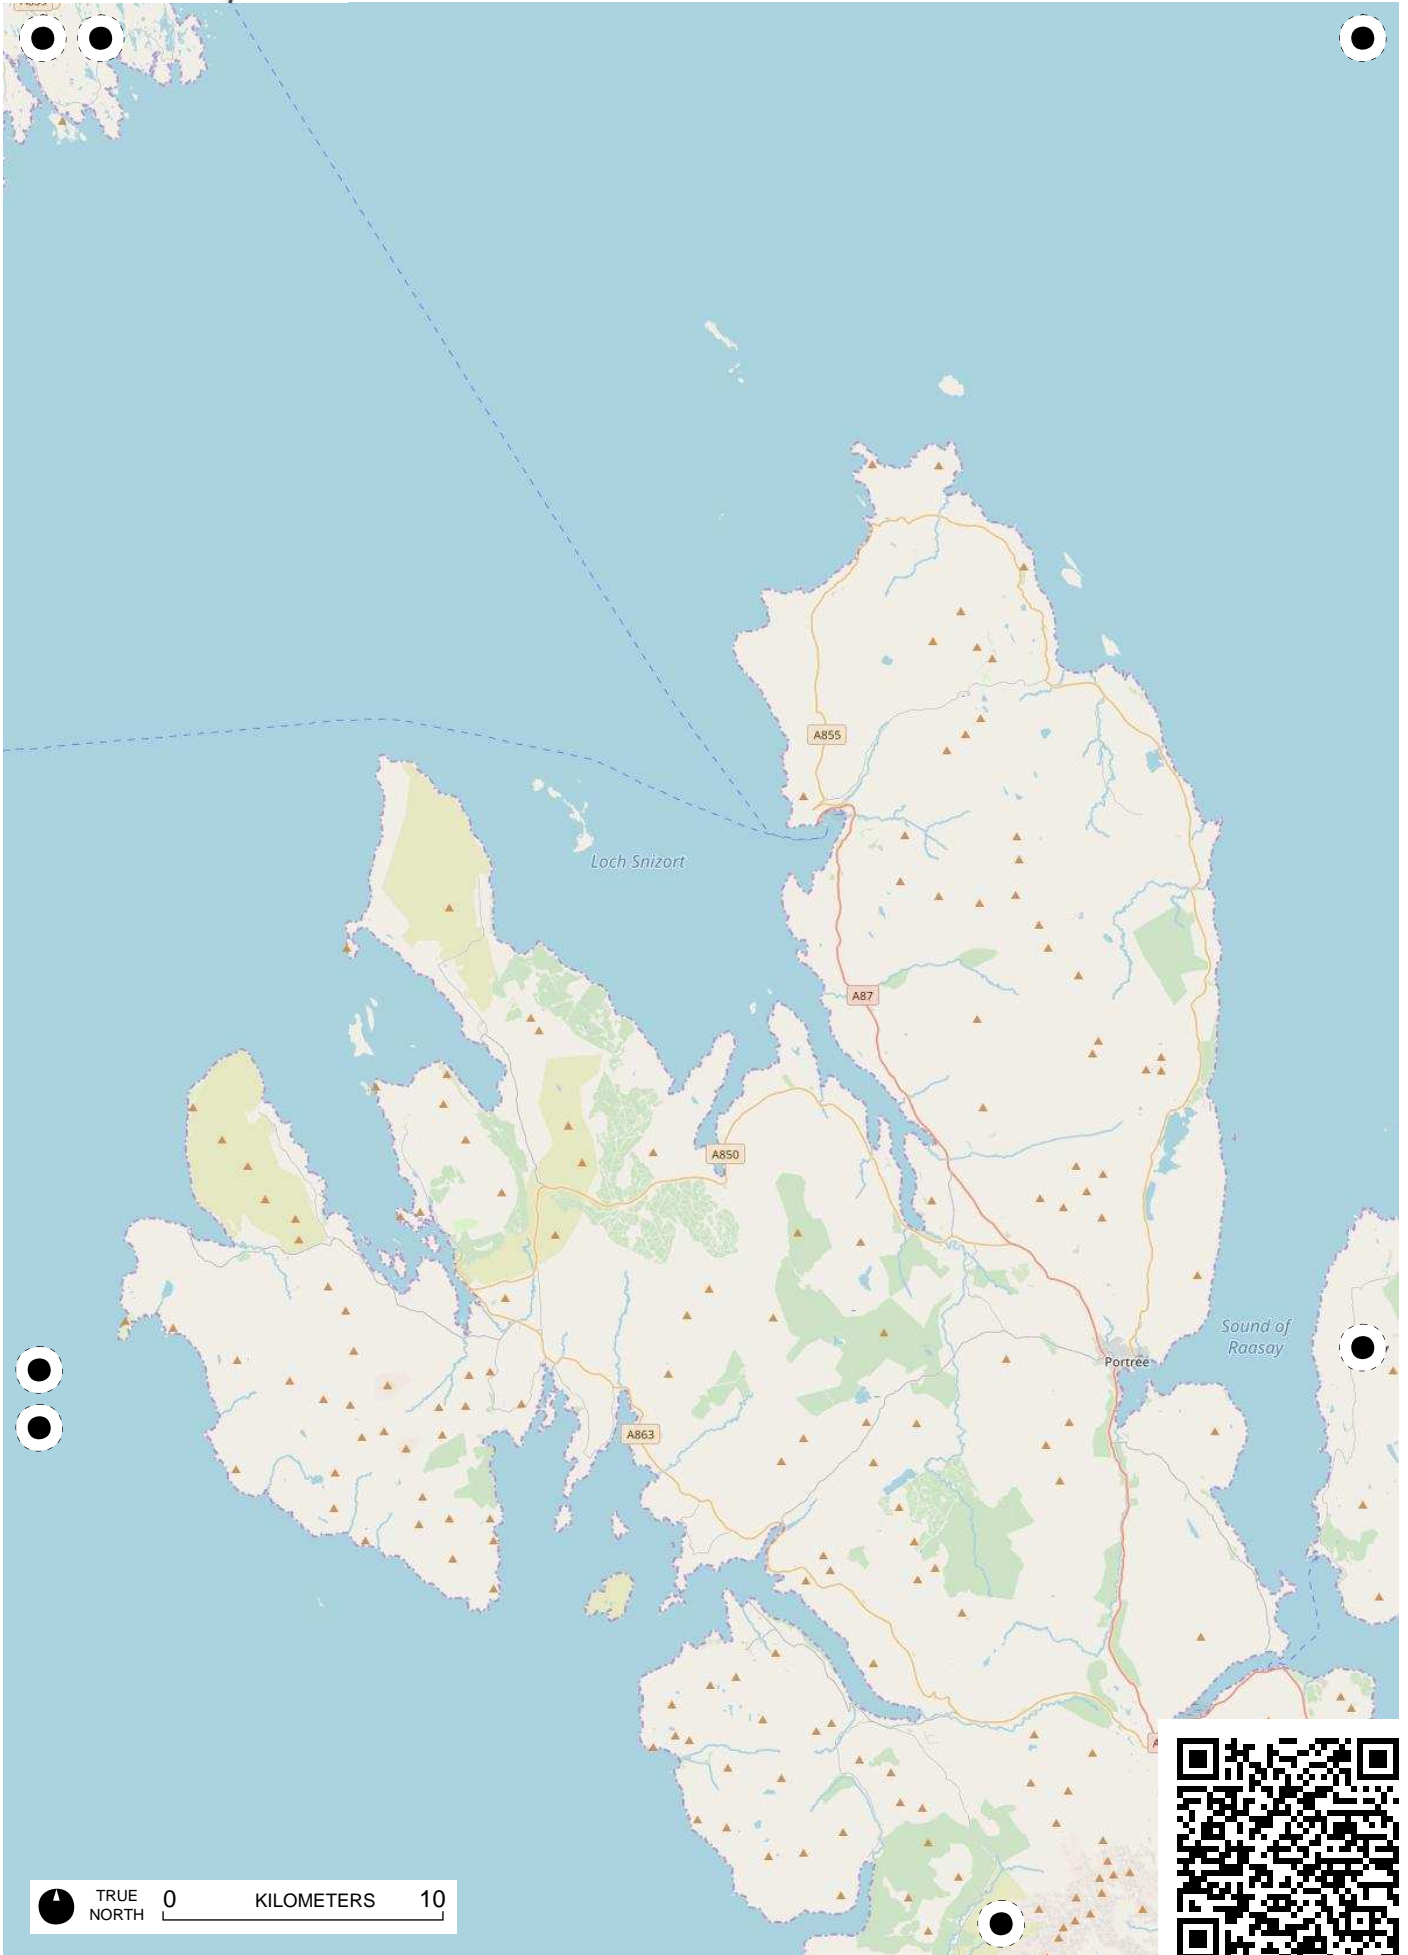 A855
Loch Snizort
A87
A850
Sound of
Raasay
Portree
A863
TRUE
NORTH
0
KILOMETERS
10